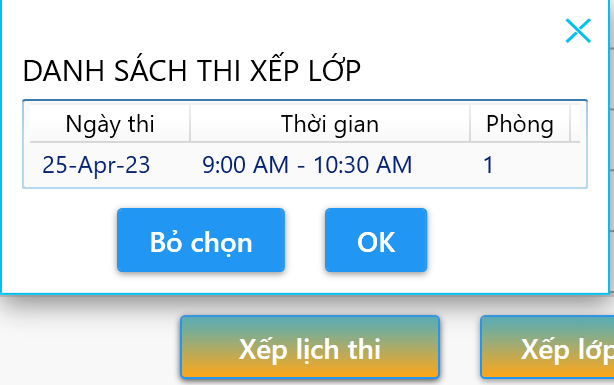 DANH SÁCH THI XẾP LỚP
Ngày thi Thời gian Phòng
25-Apr-23 9:00 AM - 10:30 AM 1
Bỏ chọn OK
Xếp lịch thi Xếp lớp